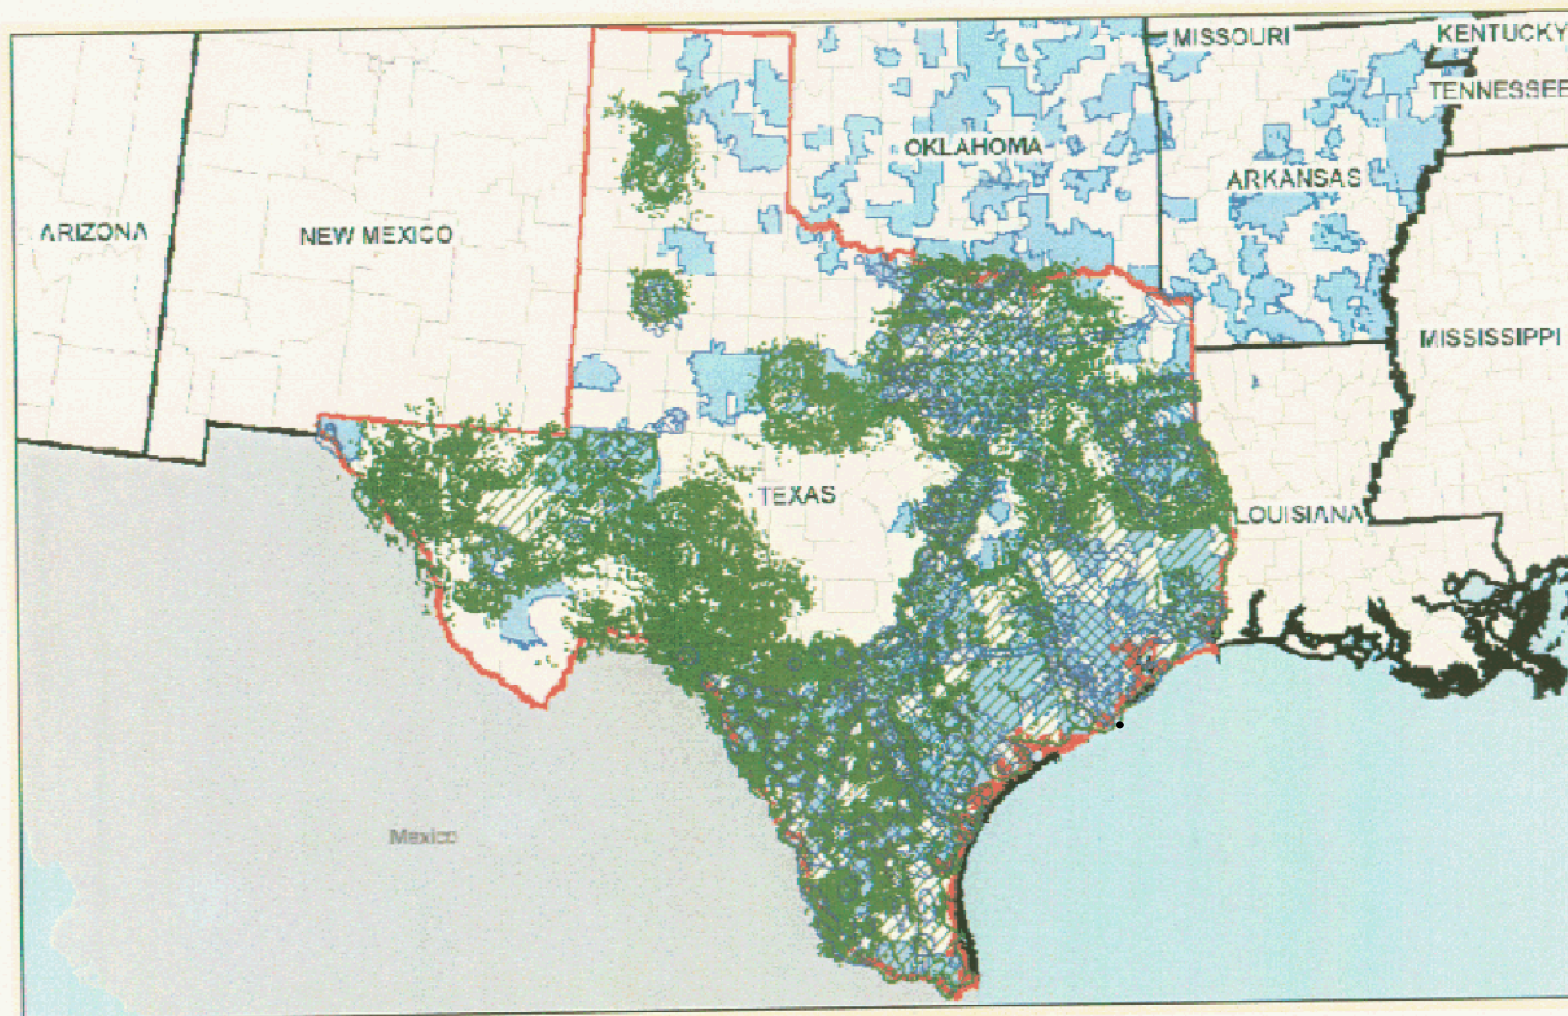 MISSOURI
KENTUCKY
TENNESSEE
OKLAHOMA
ARKANSAS
ARIZONA
NEW MEXICO
MISSISSIPPI
TEXAS
LOUISIANA
Mexico